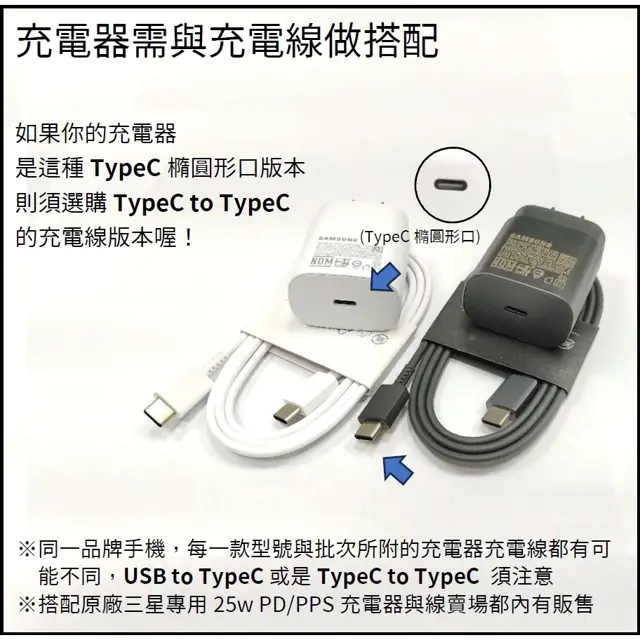 充電器需與充電線做搭配
如果你的充電器
是這種 TypeC 橢圓形口版本
則須選購 TypeC to TypeC
的充電線版本喔！
(TypeC 橢圓形口)
SAMSUNG
SAMSUNG
※同一品牌手機，每一款型號與批次所附的充電器充電線都有可
能不同，USB to TypeC 或是 TypeC to TypeC 須注意
※搭配原廠三星專用 25w PD/PPS 充電器與線賣場都內有販售